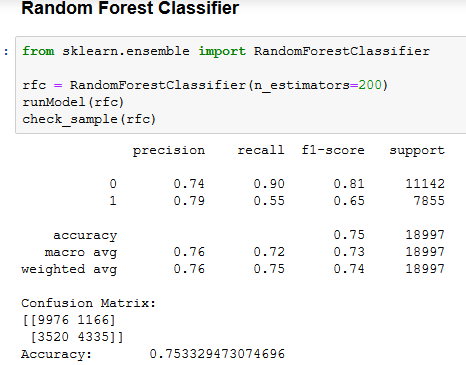 Random Forest Classifier
: from sklearn.ensemble import RandomForestClassifier
rfc = RandomForestClassifier(n_estimators=200)
runModel(rfc)
check_sample(rfc)
precision recall f1-score support
0 0.74 0.90 0.81 11142
1 0.79 0.55 0.65 7855
accuracy 0.75 18997
macro avg 0.76 0.72 0.73 18997
weighted avg 0.76 0.75 0.74 18997
Confusion Matrix:
[[9976 1166]
[3520 4335]]
Accuracy: 0.753329473074696